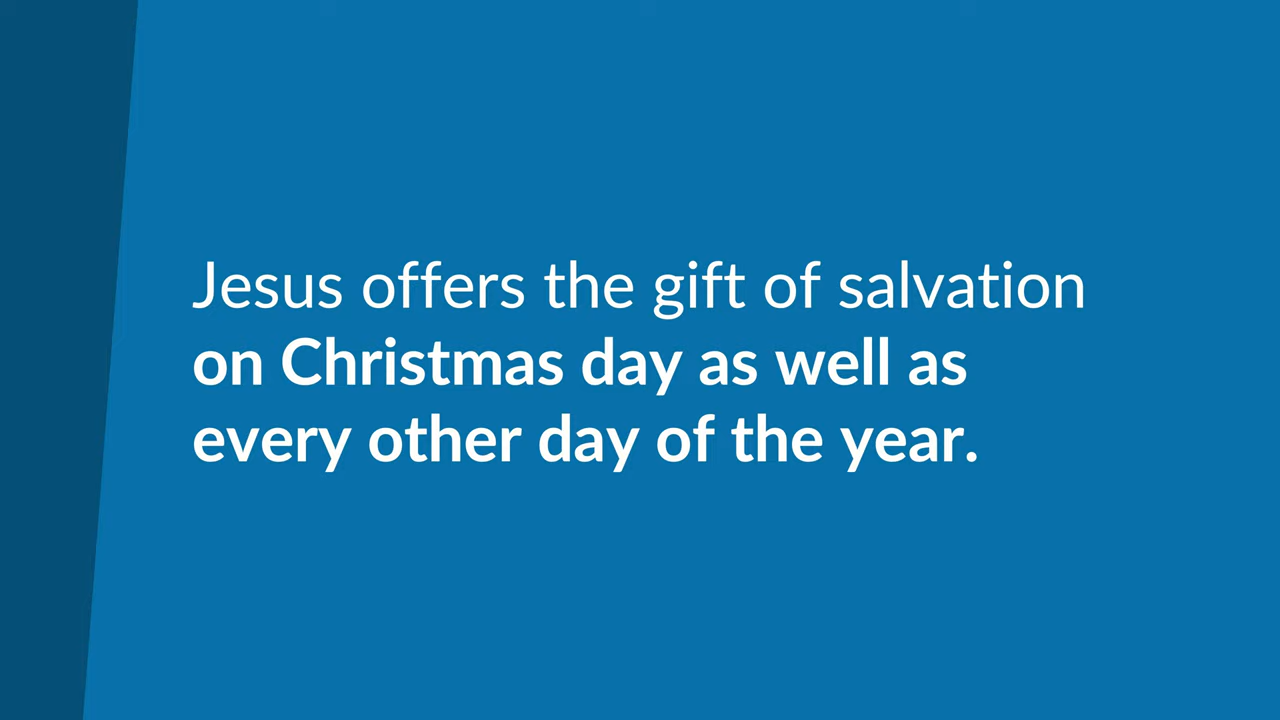 Jesus offers the gift of salvation
on Christmas day as well as
every other day of the year.